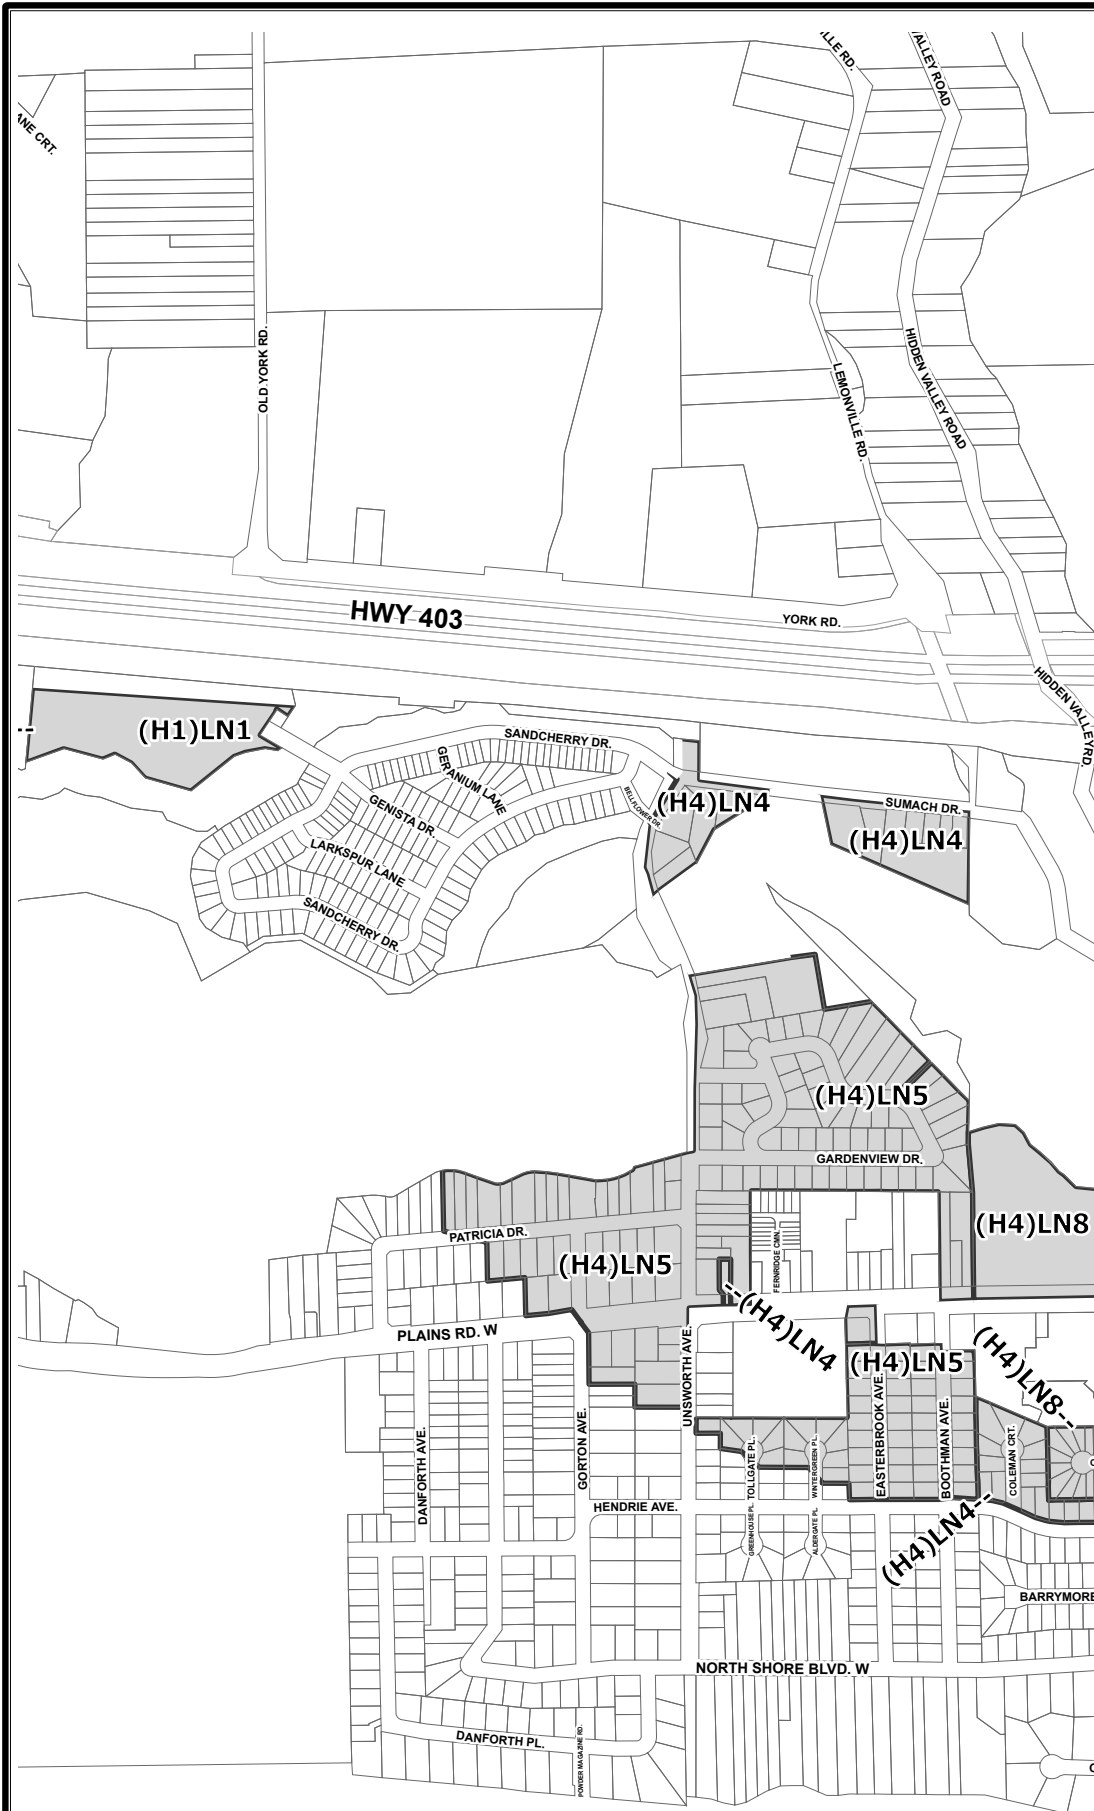 LLE RD.
ALLEY ROAD
ANE CRT.
OLD YORK RD.
HIDDEN VALLEY ROAD
LEMONVILLE RD.
HWY 403
YORK RD.
HIDDEN VALLEY RD.
(H1)LN1
SANDCHERRY DR.
GERANIUM LANE
BELLFLOWER DR.
(H4)LN4
SUMACH DR.
GENISTA DR.
(H4)LN4
LARKSPUR LANE
SANDCHERRY DR.
(H4)LN5
GARDENVIEW DR.
(H4)LN8
PATRICIA DR.
FERNRIDGE CMN.
(H4)LN5
(H4)LN4
PLAINS RD. W
UNSWORTH AVE.
(H4)LN5
(H4)LN8
EASTERBROOK AVE.
BOOTHMAN AVE.
COLEMAN CRT.
DANFORTH AVE.
GORTON AVE.
TOLLGATE PL.
WINTERGREEN PL.
C
HENDRIE AVE.
GREENHOUSE PL.
ALDERGATE PL.
(H4)LN4
BARRYMORE
NORTH SHORE BLVD. W
DANFORTH PL.
POWDER MAGAZINE RD.
C